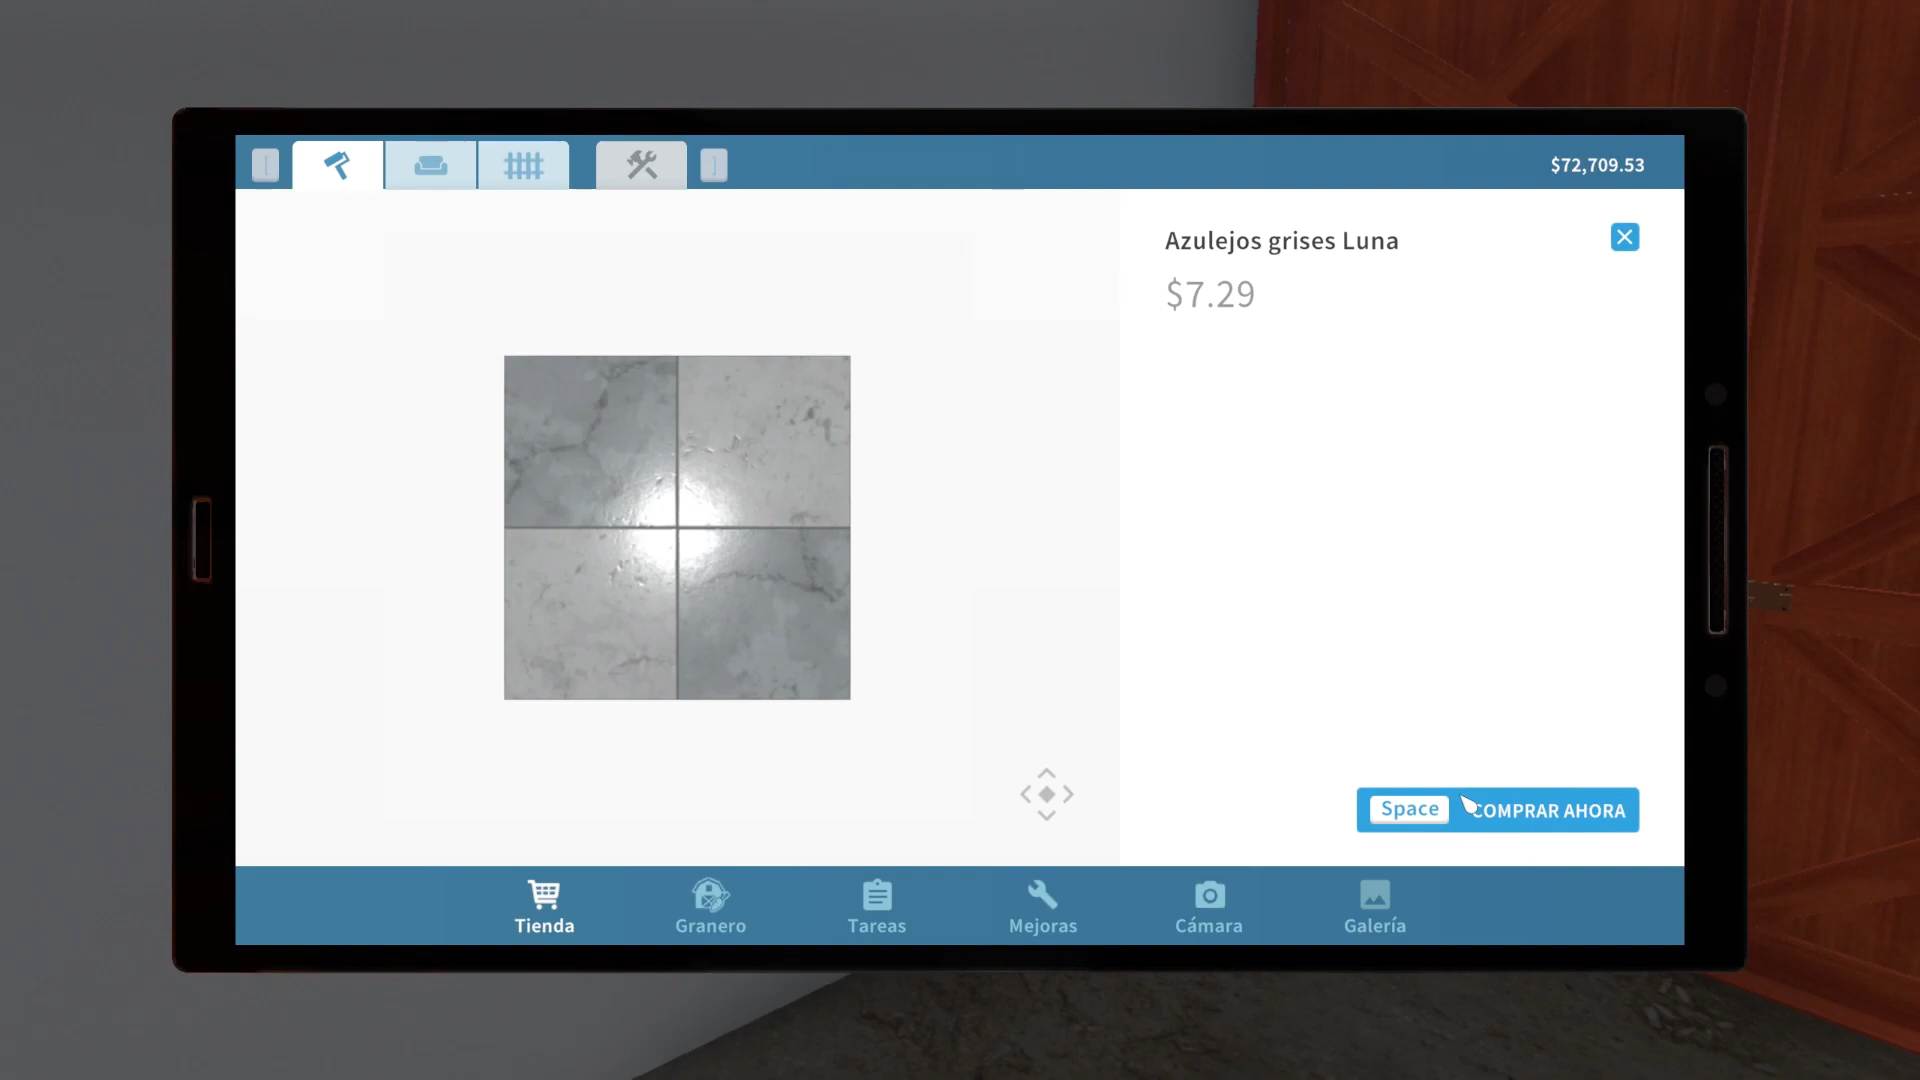 $72,709.53
Azulejos grises Luna
$7.29
Space COMPRAR AHORA
Tienda Granero Tareas Mejoras Cámara Galería